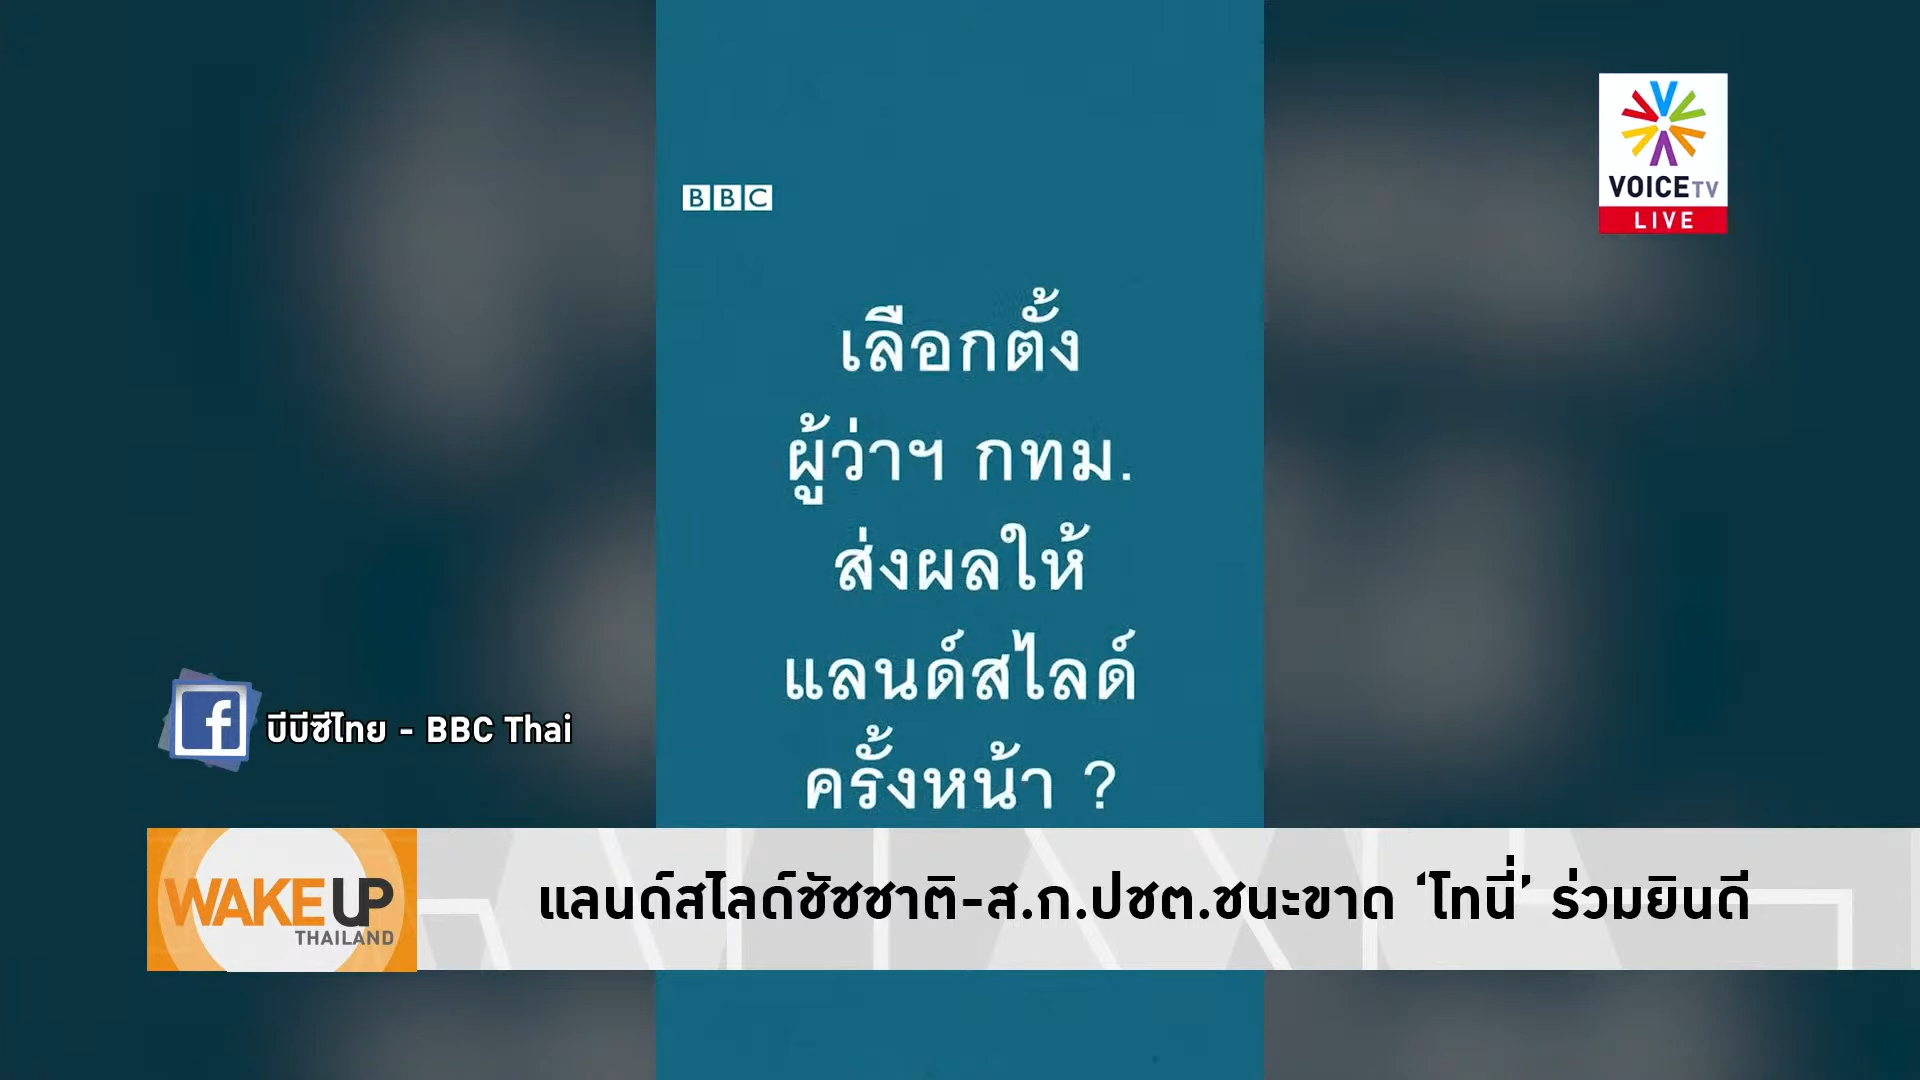 VOICE TV
LIVE
BBC
เลือกตั้ง
ผู้ว่าฯ กทม.
ส่งผลให้
แลนด์สไลด์
ครั้งหน้า ?
บีบีซีไทย - BBC Thai
WAKE UP
THAILAND
แลนด์สไลด์ชัชชาติ-ส.ก.ปชต.ชนะขาด ‘โทนี่’ ร่วมยินดี